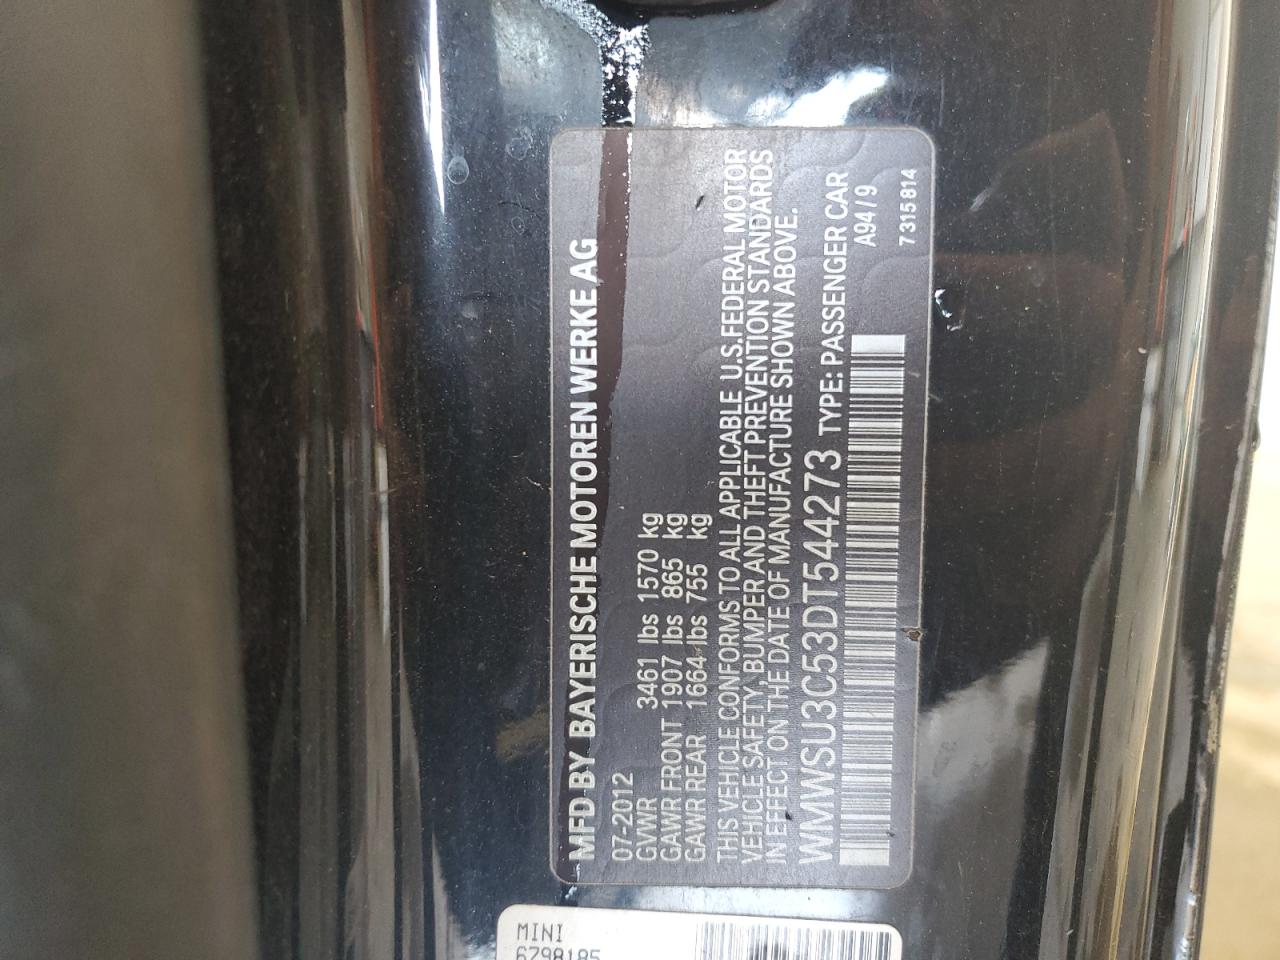 MFD BY BAYERISCHE MOTOREN WERKE AG
07-2012
GVWR 3461 lbs 1570 kg
GAWR FRONT 1907 lbs 865 kg
GAWR REAR 1664 lbs 755 kg
THIS VEHICLE CONFORMS TO ALL APPLICABLE U.S.FEDERAL MOTOR
VEHICLE SAFETY, BUMPER AND THEFT PREVENTION STANDARDS
IN EFFECT ON THE DATE OF MANUFACTURE SHOWN ABOVE.
WMWSU3C53DT544273 TYPE: PASSENGER CAR
A94/9
7315814
MINI
6798185